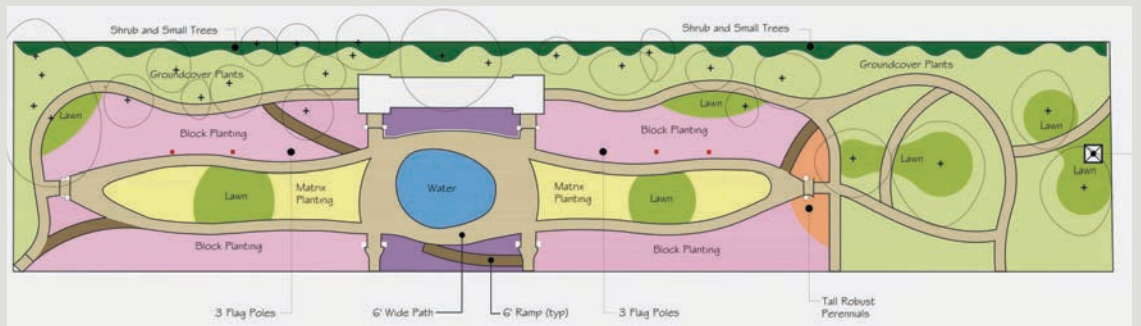 Shrub and Small Trees
Shrub and Small Trees
Groundcover Plants
Groundcover Plants
Lawn
Lawn
Block Planting
Block Planting
Lawn
Lawn
Lawn
Matrix
Planting
Water
Matrix
Planting
Lawn
Lawn
Block Planting
Block Planting
3 Flag Poles
6' Wide Path
6' Ramp (typ)
3 Flag Poles
Tall Robust
Perennials